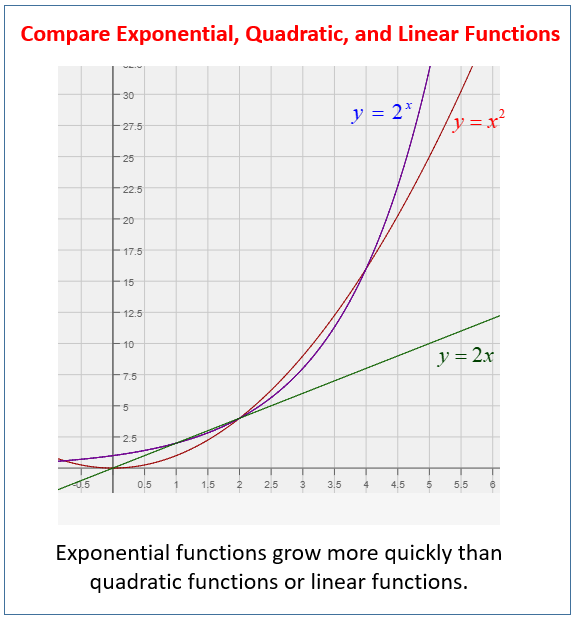 Compare Exponential, Quadratic, and Linear Functions
30
y = 2^x
27.5
y = x²
25
22.5
20
17.5
15
12.5
10
y = 2x
7.5
5
2.5
-0.5 0.5 1 1.5 2 2.5 3 3.5 4 4.5 5 5.5 6
Exponential functions grow more quickly than
quadratic functions or linear functions.